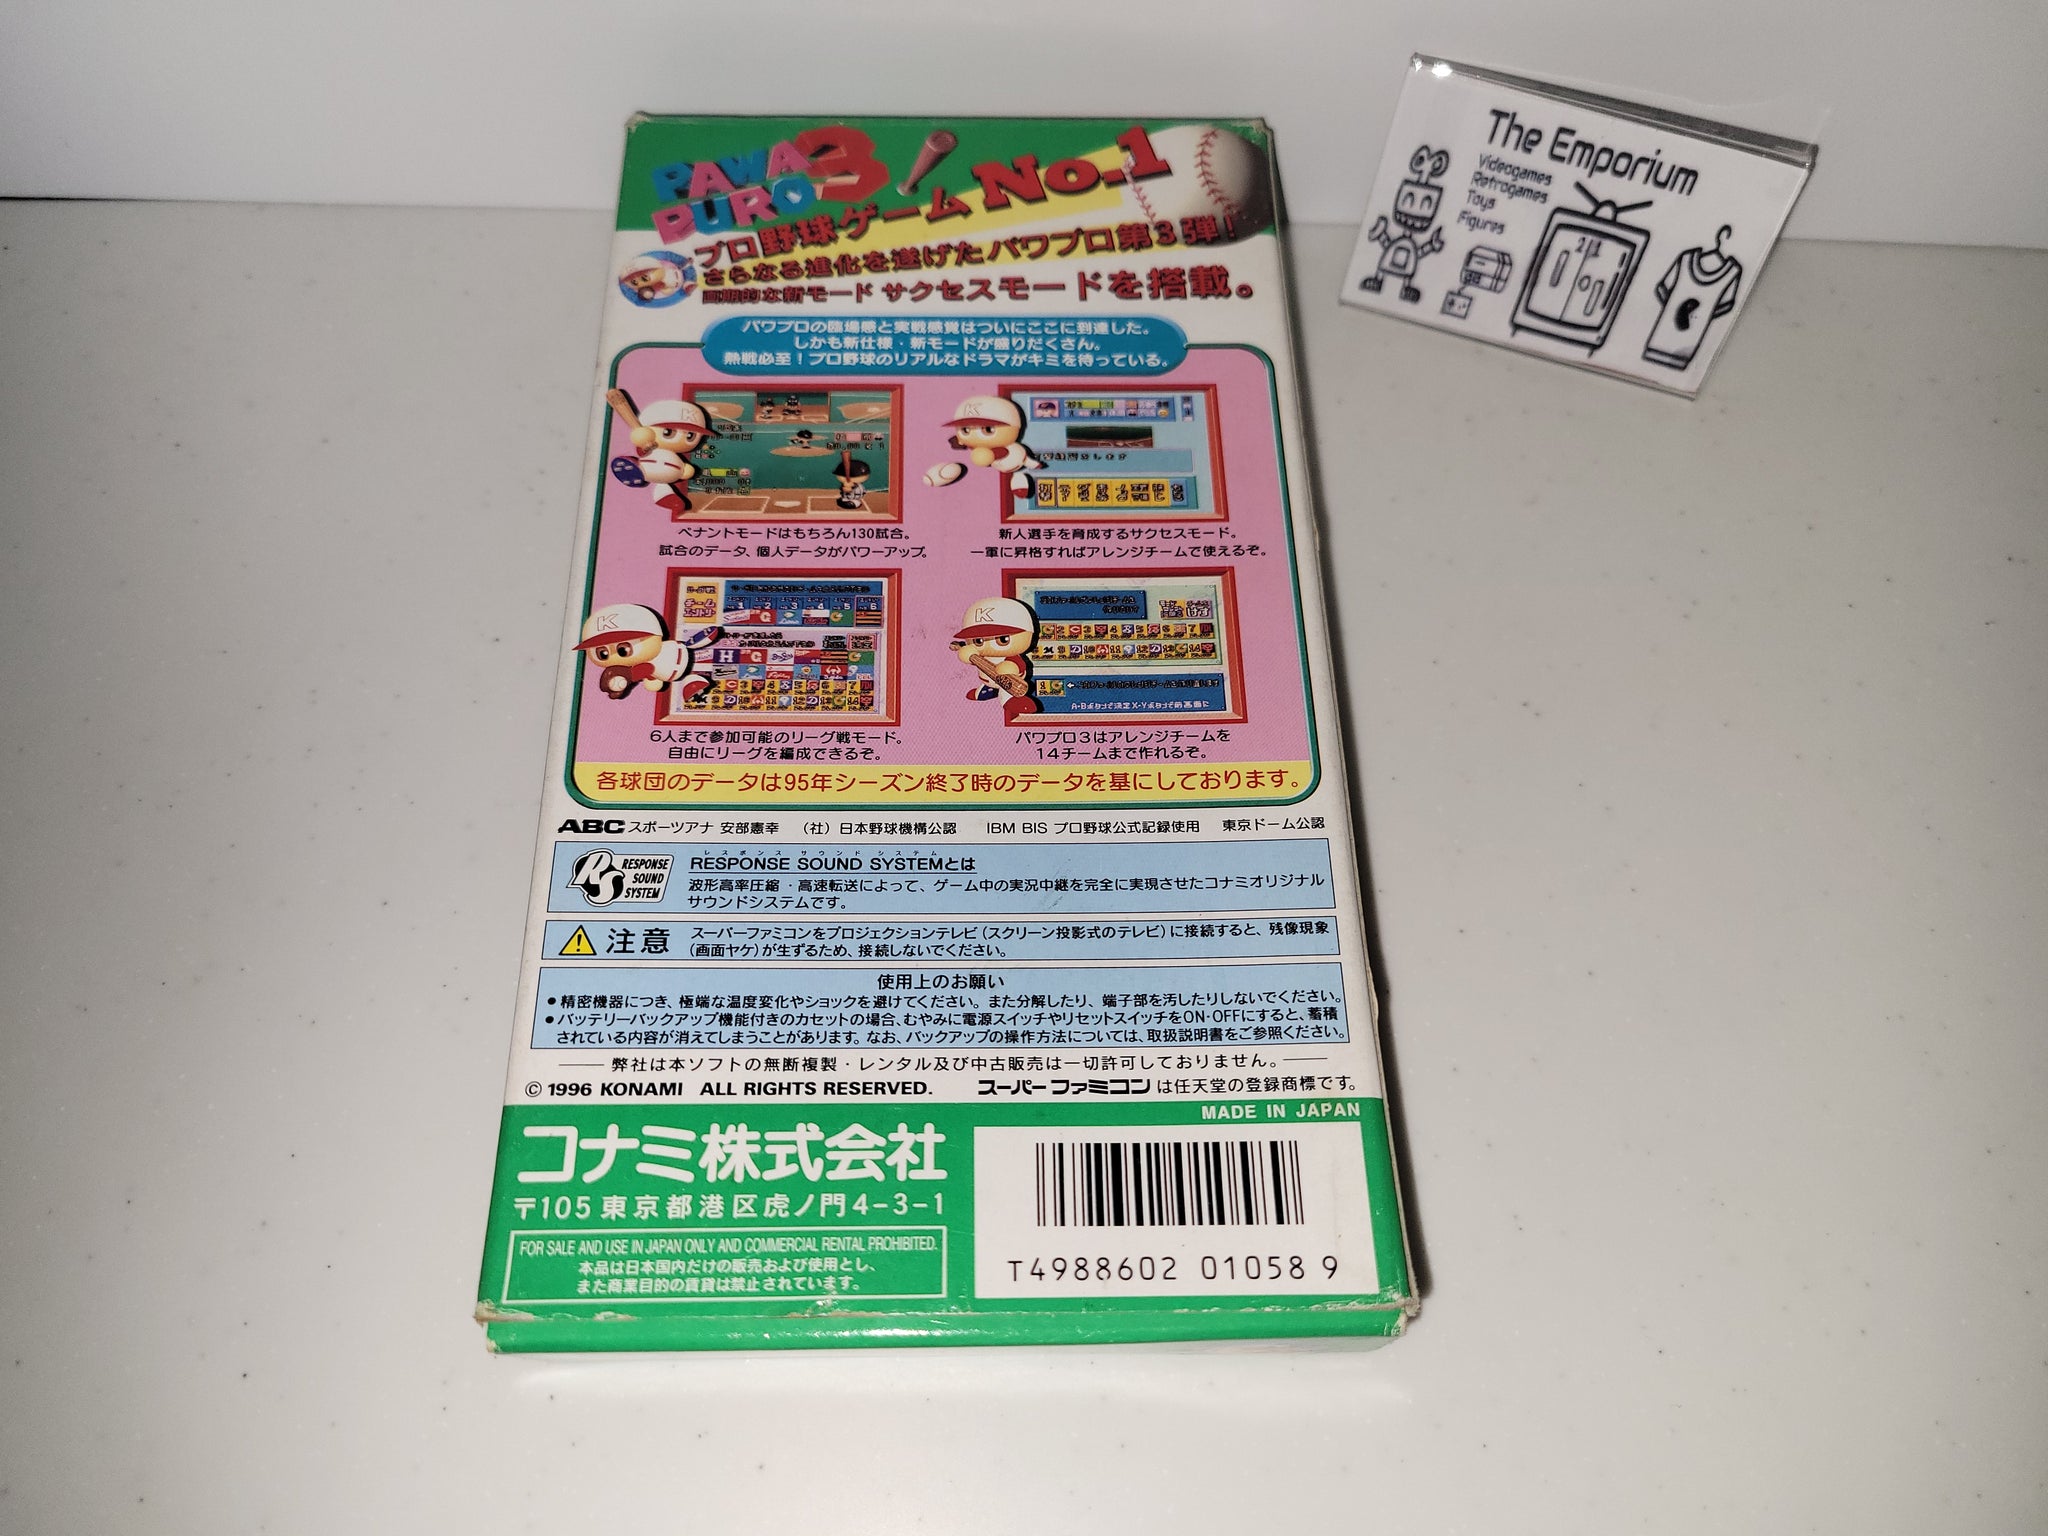 PAWA
PURO 3
プロ野球ゲーム No.1
さらなる進化を遂げたパワプロ第3弾!
画期的な新モード サクセスモードを搭載。
パワプロの臨場感と実戦感覚はついにここに到達した。
しかも新仕様・新モードが盛りだくさん。
熱戦必至!プロ野球のリアルなドラマがキミを待っている。
ペナントモードはもちろん130試合。
試合のデータ、個人データがパワーアップ。
新人選手を育成するサクセスモード。
一軍に昇格すればアレンジチームで使えるぞ。
6人まで参加可能のリーグ戦モード。
自由にリーグを編成できるぞ。
A・Bボタンで決定 X・Yボタンで前画面に
パワプロ3はアレンジチームを
14チームまで作れるぞ。
各球団のデータは95年シーズン終了時のデータを基にしております。
ABCスポーツアナ 安部憲幸 (社)日本野球機構公認 IBM BIS プロ野球公式記録使用 東京ドーム公認
RS RESPONSE SOUND SYSTEM
レスポンス サウンド システム
RESPONSE SOUND SYSTEMとは
波形高率圧縮・高速転送によって、ゲーム中の実況中継を完全に実現させたコナミオリジナル
サウンドシステムです。
注意
スーパーファミコンをプロジェクションテレビ(スクリーン投影式のテレビ)に接続すると、残像現象
(画面ヤケ)が生ずるため、接続しないでください。
使用上のお願い
●精密機器につき、極端な温度変化やショックを避けてください。また分解したり、端子部を汚したりしないでください。
●バッテリーバックアップ機能付きのカセットの場合、むやみに電源スイッチやリセットスイッチをON・OFFにすると、蓄積
されている内容が消えてしまうことがあります。なお、バックアップの操作方法については、取扱説明書をご参照ください。
弊社は本ソフトの無断複製・レンタル及び中古販売は一切許可しておりません。
© 1996 KONAMI ALL RIGHTS RESERVED. スーパーファミコンは任天堂の登録商標です。
MADE IN JAPAN
コナミ株式会社
〒105 東京都港区虎ノ門4-3-1
FOR SALE AND USE IN JAPAN ONLY AND COMMERCIAL RENTAL PROHIBITED.
本品は日本国内だけの販売および使用とし、
また商業目的の賃貸は禁止されています。
T4988602 01058 9
The Emporium
Videogames
Retrogames
Toys
Figures